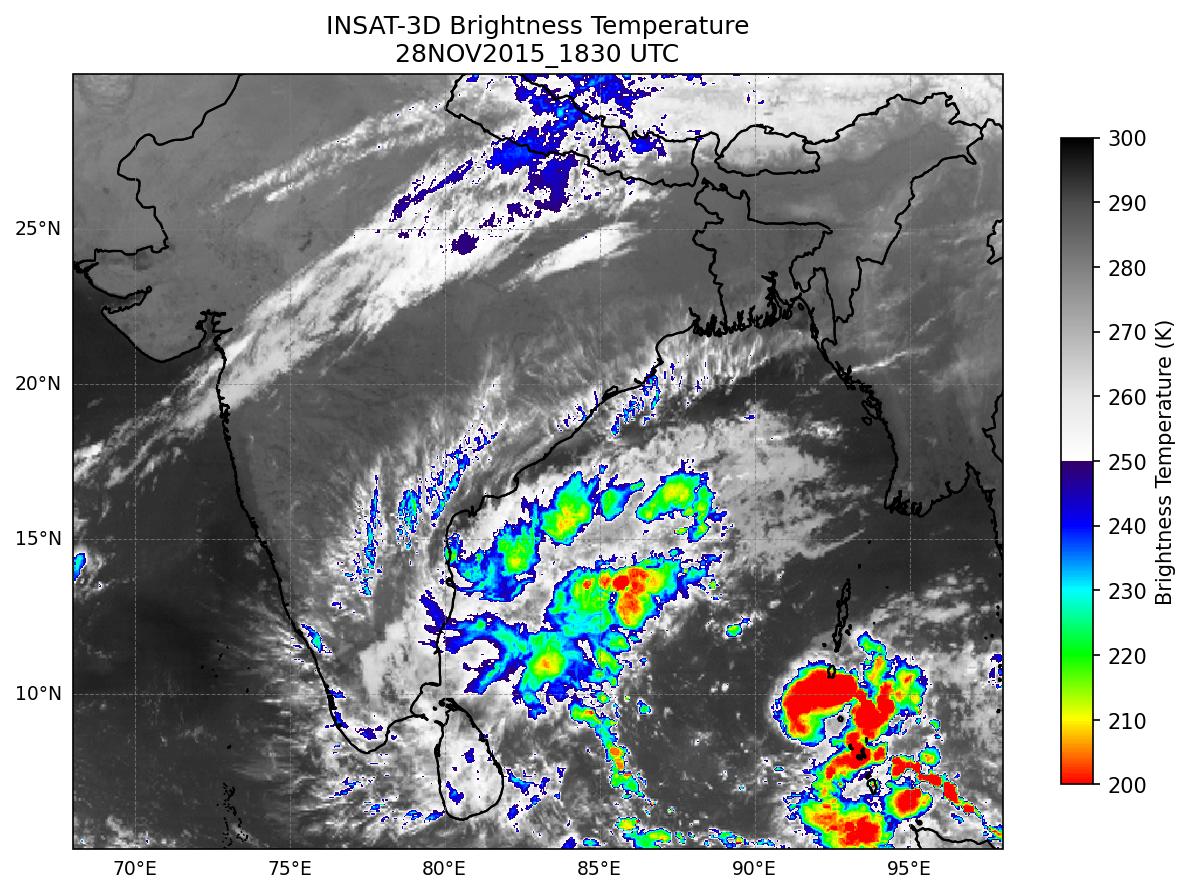 INSAT-3D Brightness Temperature
28NOV2015_1830 UTC
25°N
20°N
15°N
10°N
70°E
75°E
80°E
85°E
90°E
95°E
300
290
280
270
260
250
240
230
220
210
200
Brightness Temperature (K)